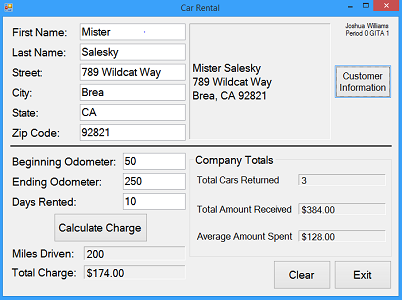 Car Rental
First Name: Mister
Last Name: Salesky
Street: 789 Wildcat Way
City: Brea
State: CA
Zip Code: 92821
Mister Salesky
789 Wildcat Way
Brea, CA 92821
Joshua Williams
Period 0 GITA 1
Customer
Information
Beginning Odometer: 50
Ending Odometer: 250
Days Rented: 10
Calculate Charge
Miles Driven: 200
Total Charge: $174.00
Company Totals
Total Cars Returned 3
Total Amount Received $384.00
Average Amount Spent $128.00
Clear
Exit